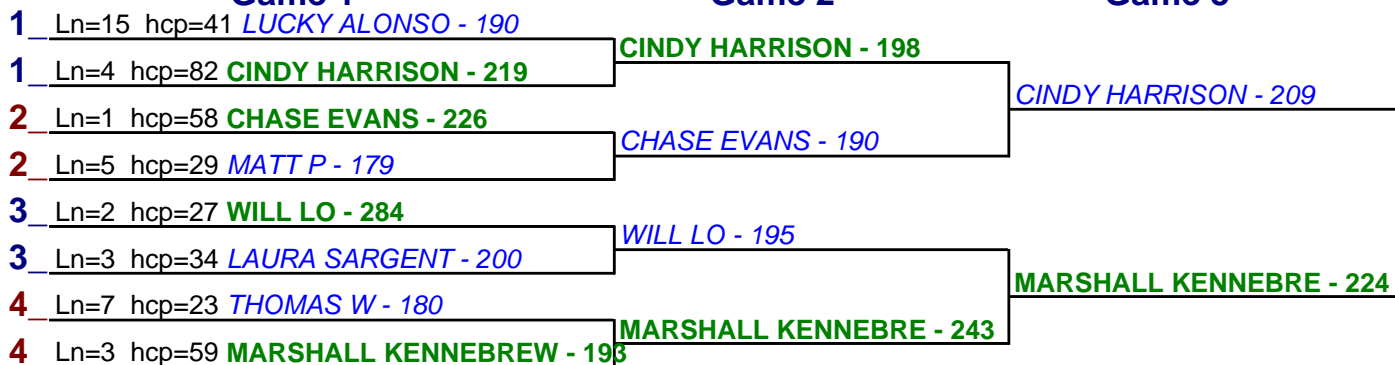 1_ Ln=15 hcp=41 LUCKY ALONSO - 190
CINDY HARRISON - 198
1_ Ln=4 hcp=82 CINDY HARRISON - 219
CINDY HARRISON - 209
2_ Ln=1 hcp=58 CHASE EVANS - 226
CHASE EVANS - 190
2_ Ln=5 hcp=29 MATT P - 179
3_ Ln=2 hcp=27 WILL LO - 284
WILL LO - 195
3_ Ln=3 hcp=34 LAURA SARGENT - 200
MARSHALL KENNEBRE - 224
4_ Ln=7 hcp=23 THOMAS W - 180
MARSHALL KENNEBRE - 243
4 Ln=3 hcp=59 MARSHALL KENNEBREW - 193